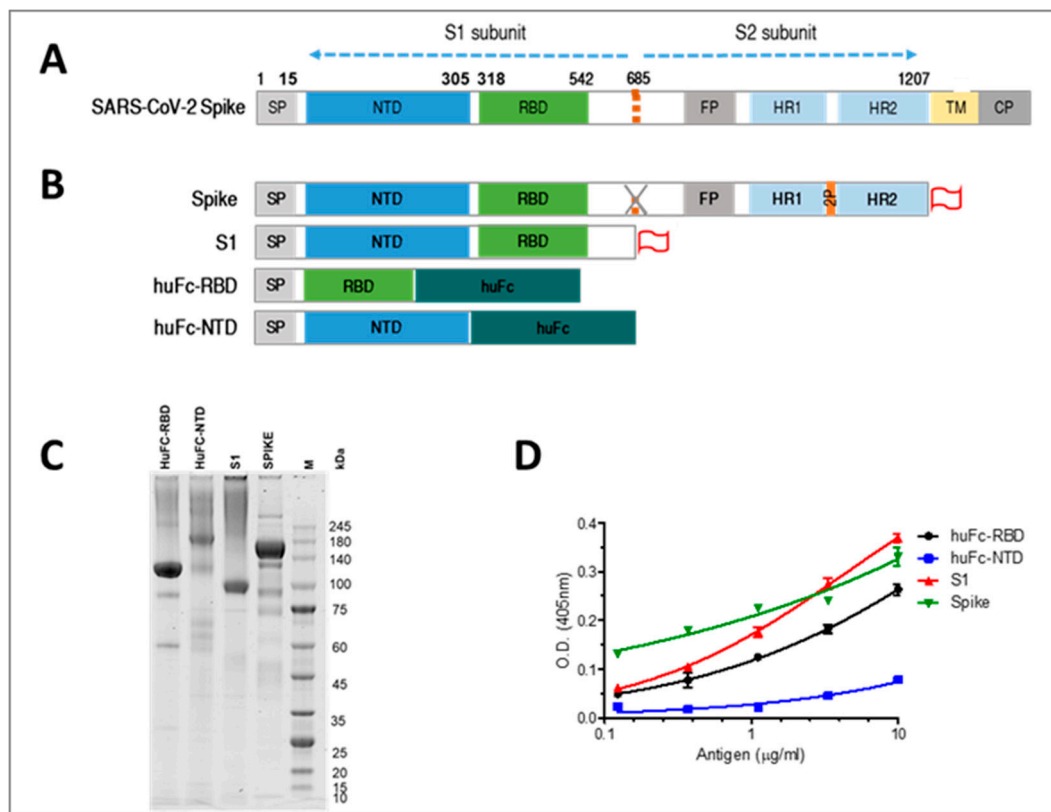 S1 subunit S2 subunit
A
1 15 305 318 542 685 1207
SARS-CoV-2 Spike SP NTD RBD FP HR1 HR2 TM CP
B
Spike SP NTD RBD FP HR1 2P HR2
S1 SP NTD RBD
huFc-RBD SP RBD huFc
huFc-NTD SP NTD huFc
C
HuFC-RBD HuFC-NTD S1 SPIKE M kDa
245
180
140
100
75
60
45
35
25
20
15
10
D
0.4
0.3
0.2
0.1
0.0
O.D. (405nm)
0.1 1 10
Antigen (μg/ml)
huFc-RBD
huFc-NTD
S1
Spike